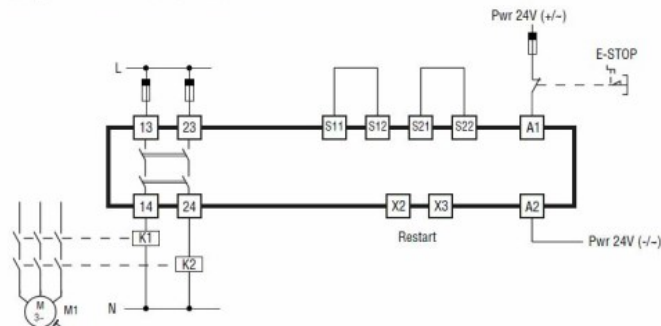 Pwr 24V (+/~)
E-STOP
L
13 23 S11 S12 S21 S22 A1
14 24 X2 X3 A2
K1
Restart
Pwr 24V (-/~)
K2
M 3~
M1
N